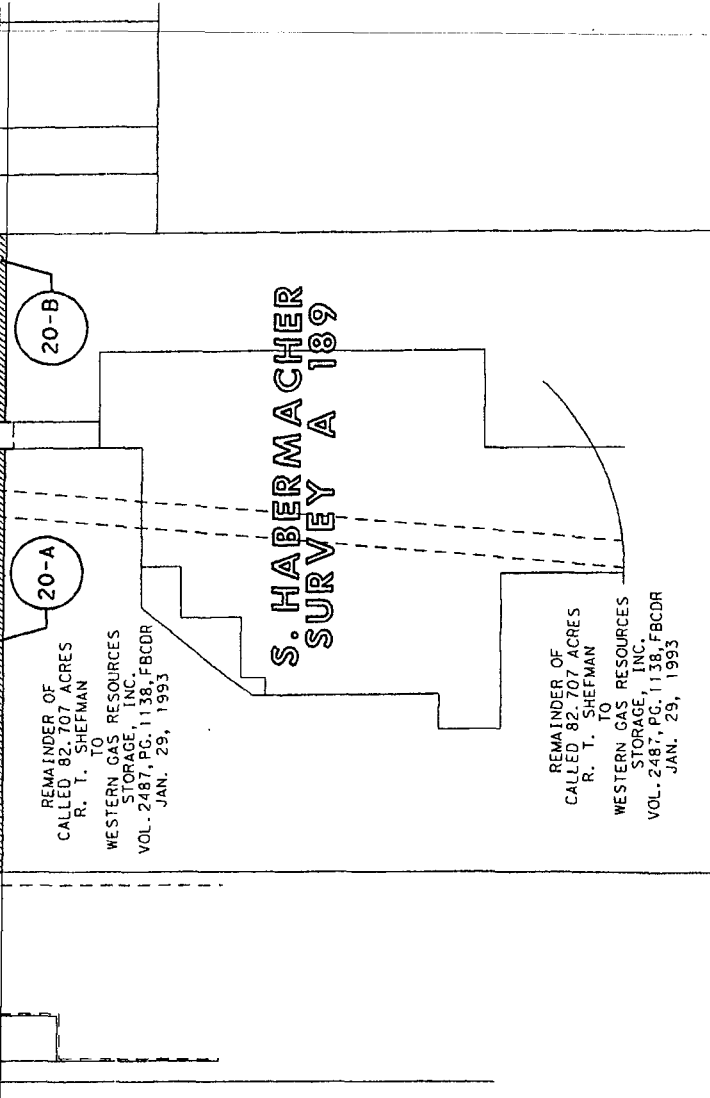 20-B
20-A
REMAINDER OF
CALLED 82.707 ACRES
R. T. SHEFMAN
TO
WESTERN GAS RESOURCES
STORAGE, INC.
VOL. 2487, PG. 1138, FBCDR
JAN. 29, 1993
S. HABERMACHER
SURVEY A 189
REMAINDER OF
CALLED 82.707 ACRES
R. T. SHEFMAN
TO
WESTERN GAS RESOURCES
STORAGE, INC.
VOL. 2487, PG. 1138, FBCDR
JAN. 29, 1993